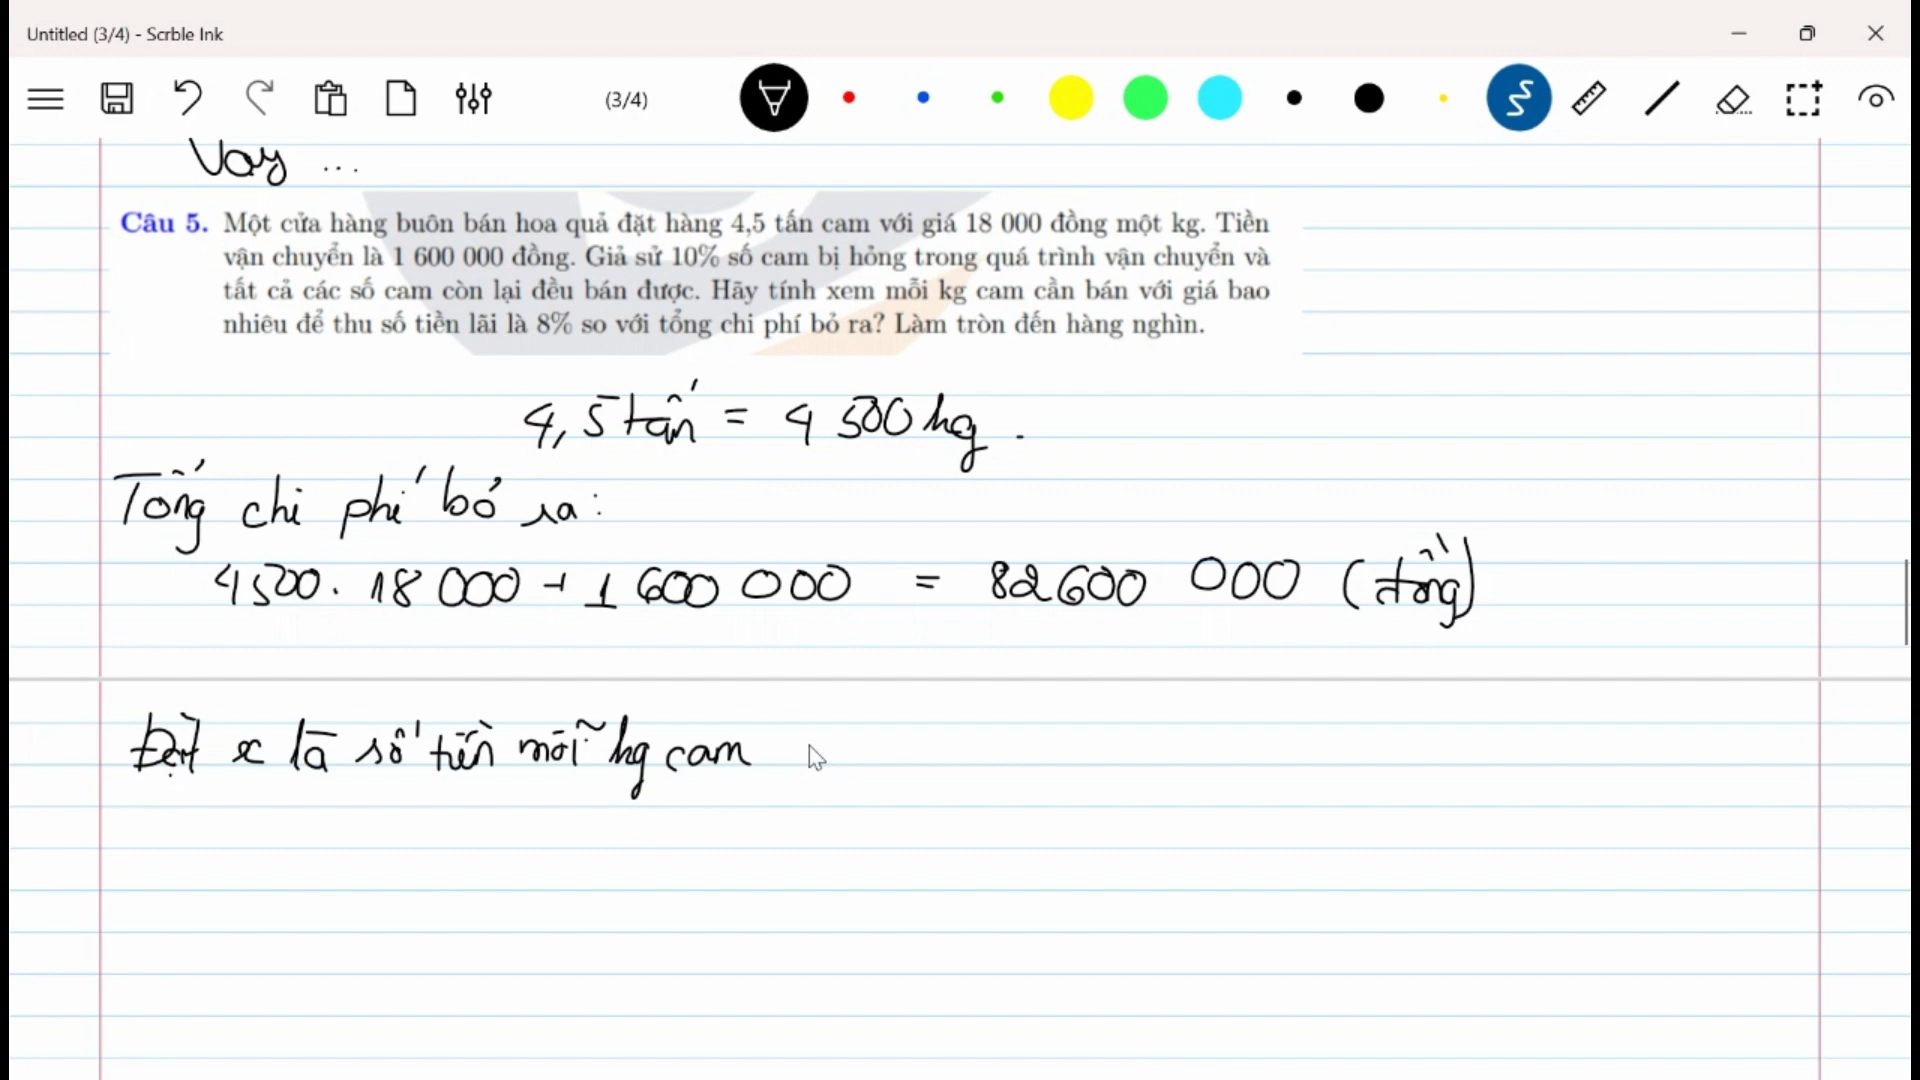 Untitled (3/4) - Scrble Ink
(3/4)
Vậy ...
Câu 5. Một cửa hàng buôn bán hoa quả đặt hàng 4,5 tấn cam với giá 18 000 đồng một kg. Tiền
vận chuyển là 1 600 000 đồng. Giả sử 10% số cam bị hỏng trong quá trình vận chuyển và
tất cả các số cam còn lại đều bán được. Hãy tính xem mỗi kg cam cần bán với giá bao
nhiêu để thu số tiền lãi là 8% so với tổng chi phí bỏ ra? Làm tròn đến hàng nghìn.
4,5 tấn = 4 500 kg.
Tổng chi phí bỏ ra:
4500. 18 000 + 1 600 000 = 82600 000 (đồng)
Đặt x là số tiền mỗi kg cam